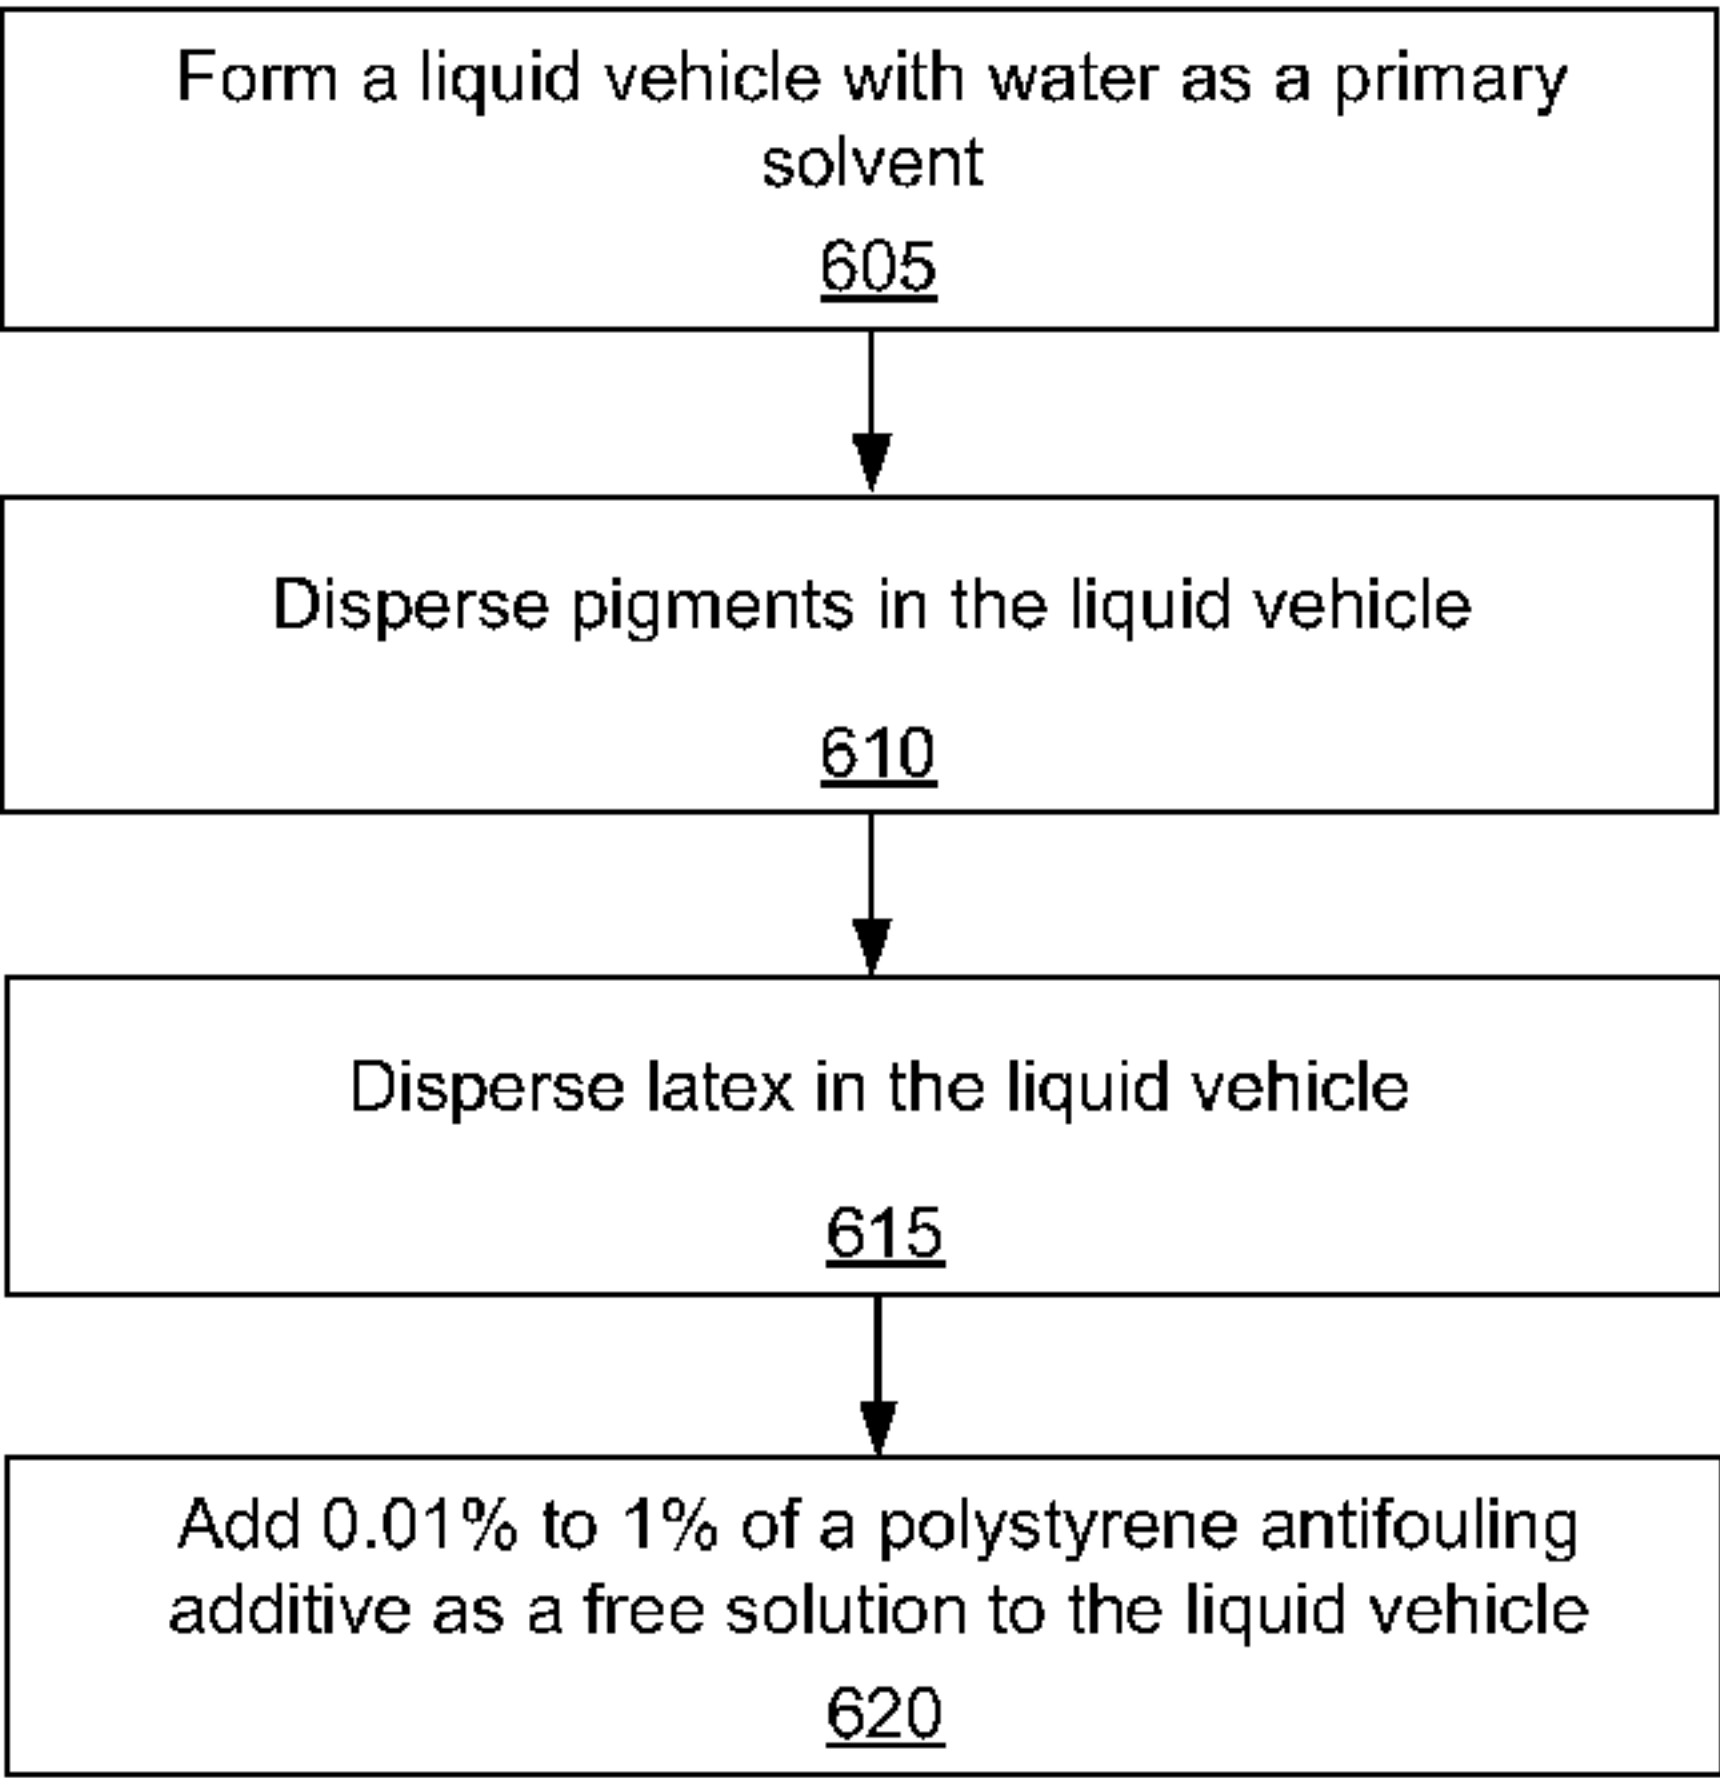 Form a liquid vehicle with water as a primary
solvent
605
Disperse pigments in the liquid vehicle
610
Disperse latex in the liquid vehicle
615
Add 0.01% to 1% of a polystyrene antifouling
additive as a free solution to the liquid vehicle
620